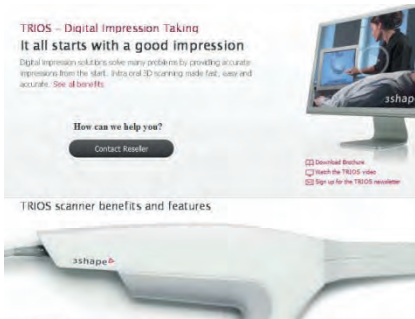 TRIOS – Digital Impression Taking
It all starts with a good impression
Digital Impression solutions solve many problems by providing accurate
impressions from the start. Intra oral 3D scanning made fast, easy and
accurate. See all benefits
3shape
How can we help you?
Contact Reseller
Download Brochure
Watch the TRIOS video
Sign up for the TRIOS newsletter
TRIOS scanner benefits and features
3shape